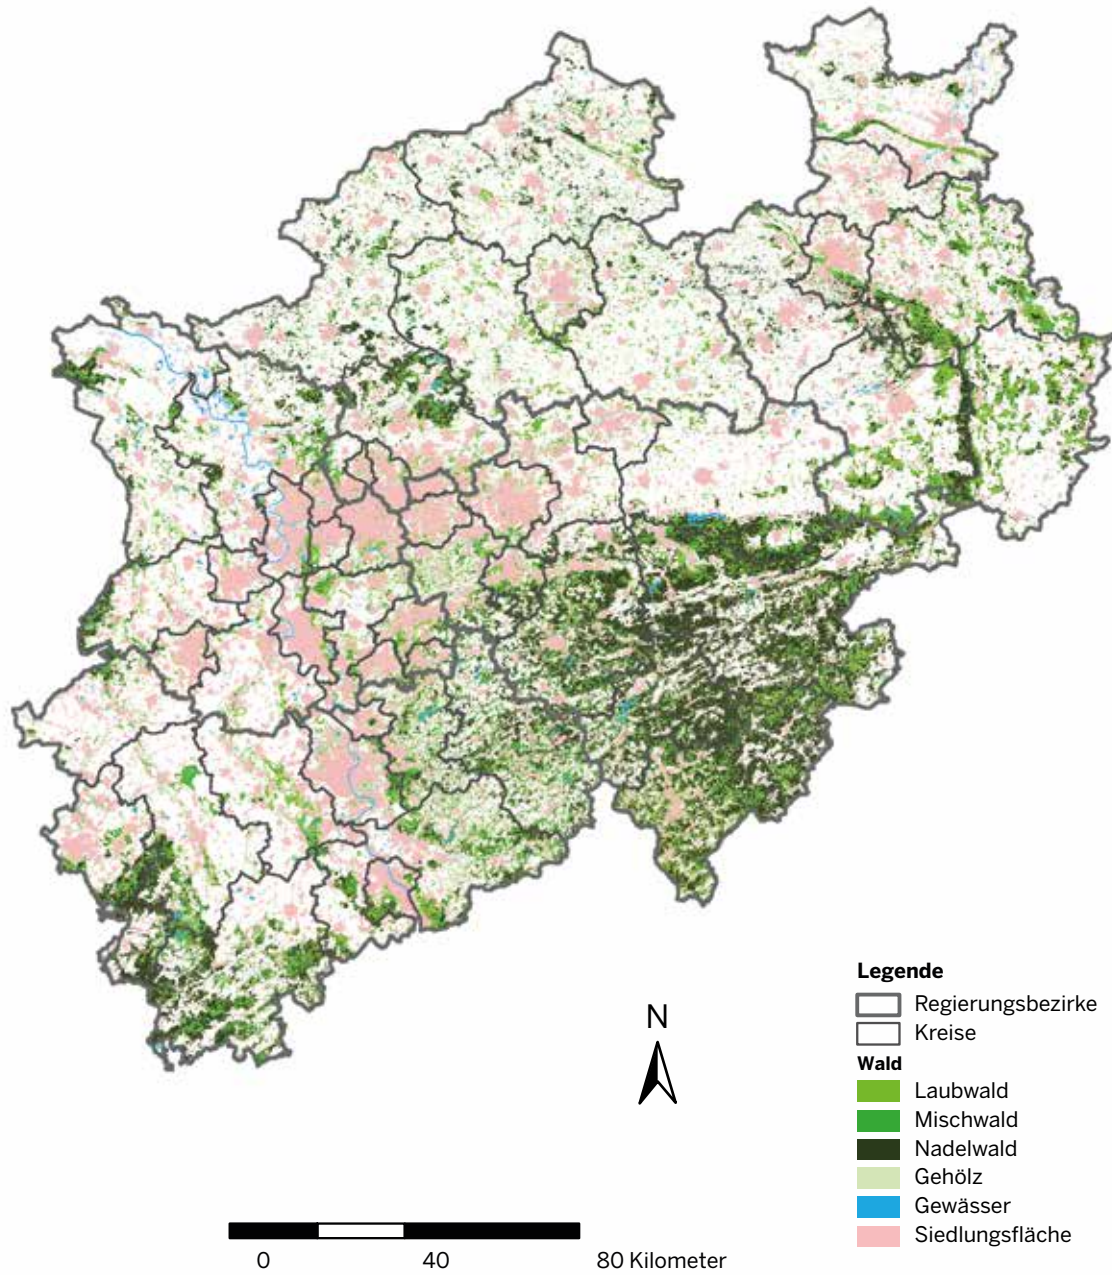 Legende
Regierungsbezirke
Kreise
Wald
Laubwald
Mischwald
Nadelwald
Gehölz
Gewässer
Siedlungsfläche
N
0 40 80 Kilometer